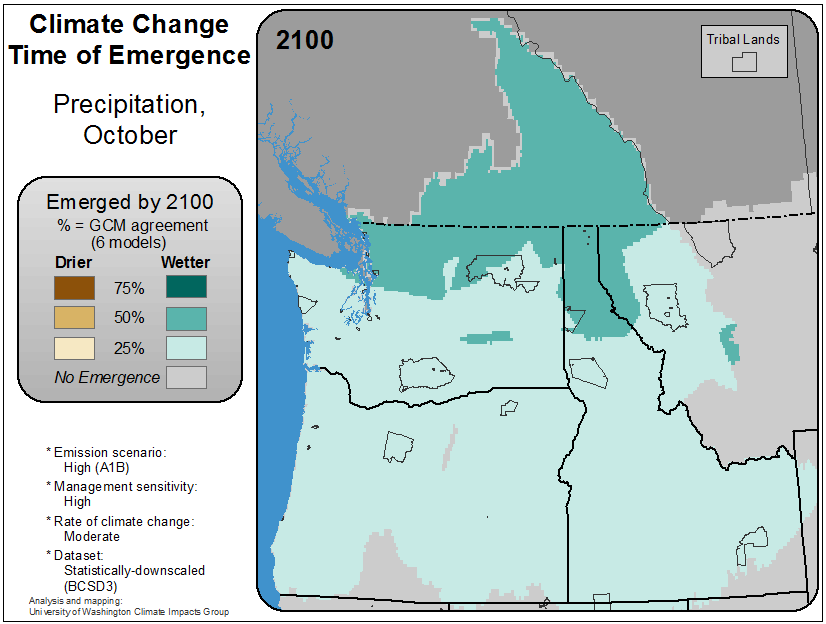 Climate Change
Time of Emergence
Precipitation,
October
Emerged by 2100
% = GCM agreement
(6 models)
Drier Wetter
75%
50%
25%
No Emergence
* Emission scenario:
High (A1B)
* Management sensitivity:
High
* Rate of climate change:
Moderate
* Dataset:
Statistically-downscaled
(BCSD3)
Analysis and mapping:
University of Washington Climate Impacts Group
2100
Tribal Lands